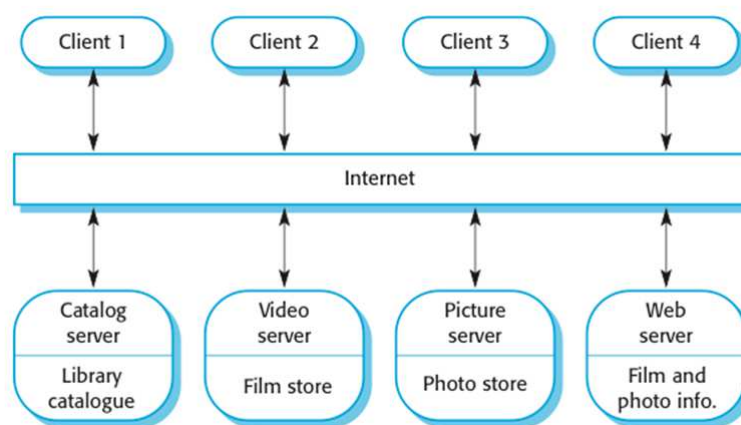 Client 1
Client 2
Client 3
Client 4
Internet
Catalog
server
Library
catalogue
Video
server
Film store
Picture
server
Photo store
Web
server
Film and
photo info.